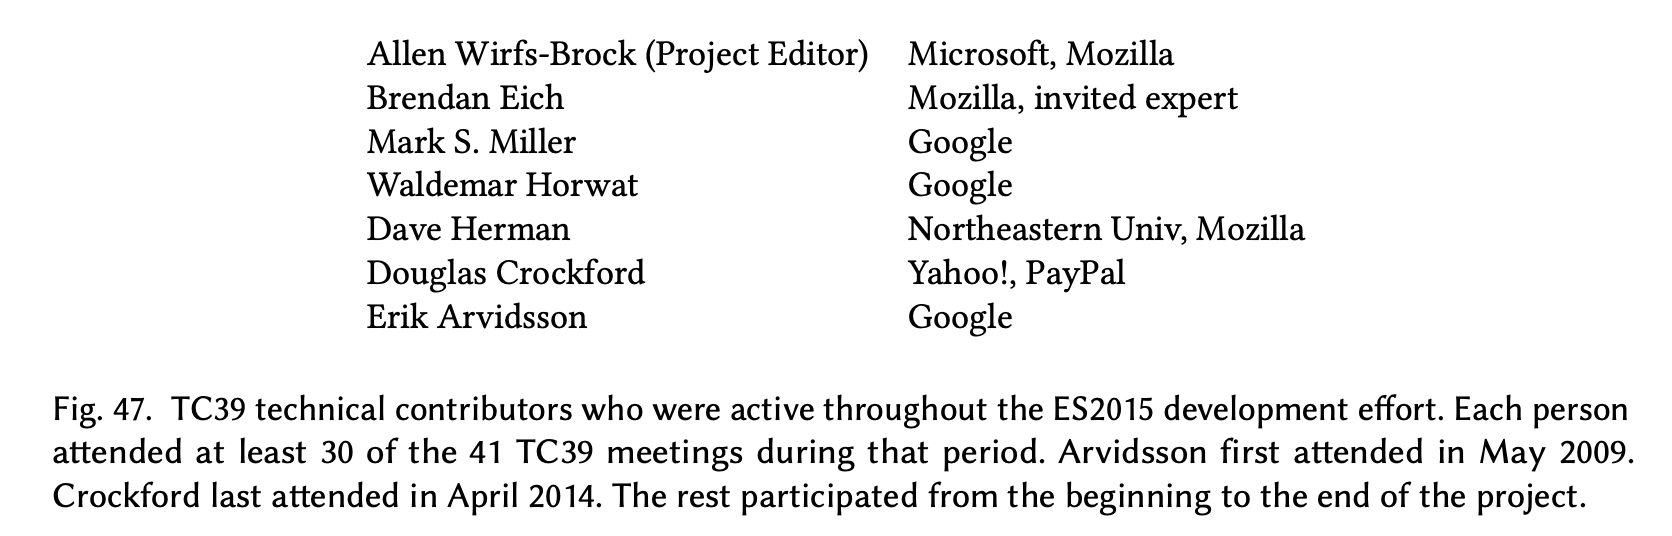 Allen Wirfs-Brock (Project Editor) Microsoft, Mozilla
Brendan Eich Mozilla, invited expert
Mark S. Miller Google
Waldemar Horwat Google
Dave Herman Northeastern Univ, Mozilla
Douglas Crockford Yahoo!, PayPal
Erik Arvidsson Google
Fig. 47. TC39 technical contributors who were active throughout the ES2015 development effort. Each person
attended at least 30 of the 41 TC39 meetings during that period. Arvidsson first attended in May 2009.
Crockford last attended in April 2014. The rest participated from the beginning to the end of the project.